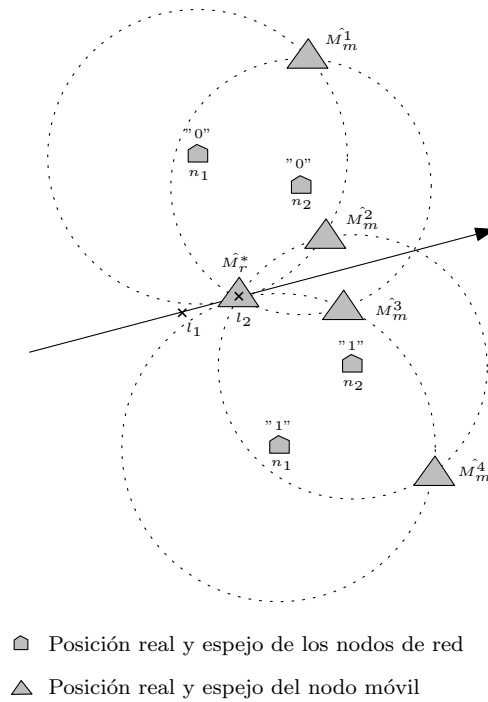 M̂_m^1
"0"
n_1
"0"
n_2
M̂_m^2
M̂_r^*
l_2
l_1
M̂_m^3
"1"
n_2
"1"
n_1
M̂_m^4
Posición real y espejo de los nodos de red
Posición real y espejo del nodo móvil